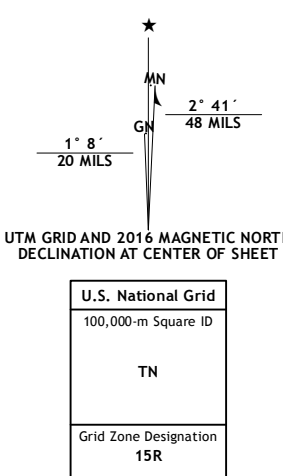 ★
MN
2° 41´
48 MILS
GN
1° 8´
20 MILS
UTM GRID AND 2016 MAGNETIC NORT
DECLINATION AT CENTER OF SHEET
U.S. National Grid
100,000-m Square ID
TN
Grid Zone Designation
15R